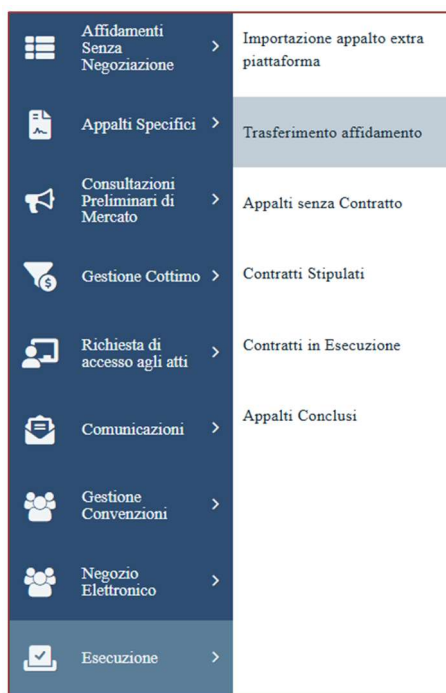 Affidamenti
Senza
Negoziazione
Appalti Specifici
Consultazioni
Preliminari di
Mercato
Gestione Cottimo
Richiesta di
accesso agli atti
Comunicazioni
Gestione
Convenzioni
Negozio
Elettronico
Esecuzione
Importazione appalto extra
piattaforma
Trasferimento affidamento
Appalti senza Contratto
Contratti Stipulati
Contratti in Esecuzione
Appalti Conclusi